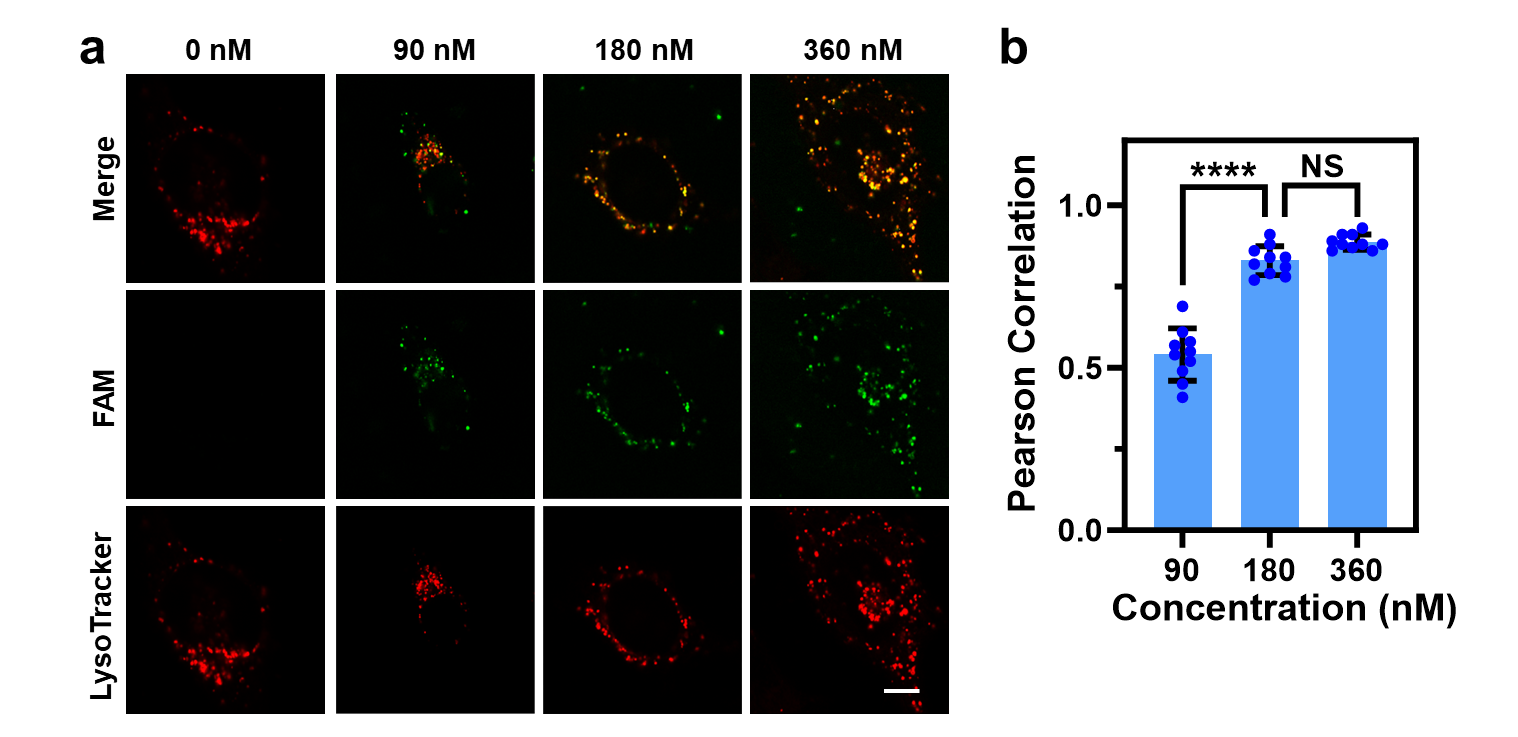 a
0 nM 90 nM 180 nM 360 nM
Merge
FAM
LysoTracker
b
Pearson Correlation
1.0
0.5
0.0
**** NS
90 180 360
Concentration (nM)